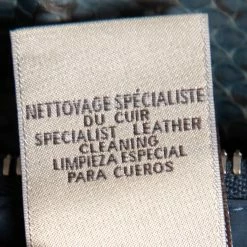 NETTOYAGE SPÉCIALISTE
DU CUIR
SPECIALIST LEATHER
CLEANING
LIMPIEZA ESPECIAL
PARA CUEROS